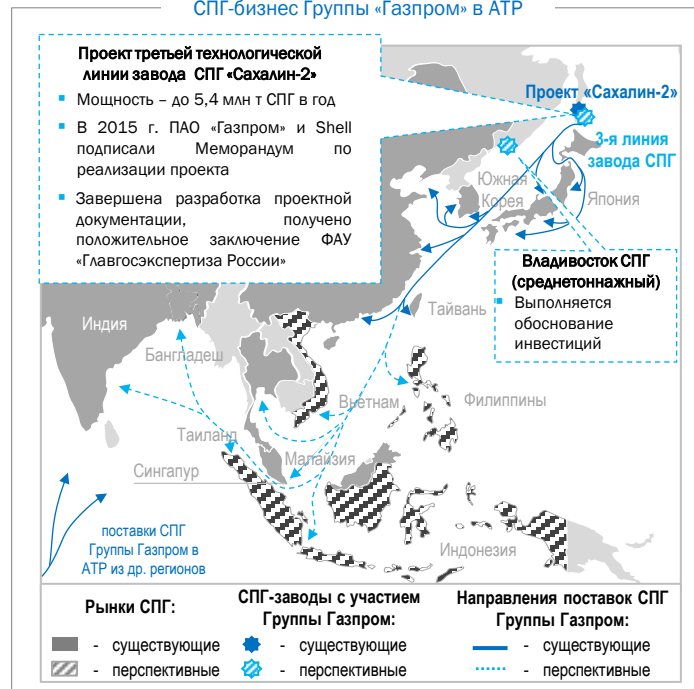 СПГ-бизнес Группы «Газпром» в АТР
Проект третьей технологической
линии завода СПГ «Сахалин-2»
Мощность – до 5,4 млн т СПГ в год
В 2015 г. ПАО «Газпром» и Shell
подписали Меморандум по
реализации проекта
Завершена разработка проектной
документации, получено
положительное заключение ФАУ
«Главгосэкспертиза России»
Проект «Сахалин-2»
3-я линия
завода СПГ
Южная
Корея
Япония
Владивосток СПГ
(среднетоннажный)
Выполняется
обоснование
инвестиций
Тайвань
Индия
Бангладеш
Вьетнам
Филиппины
Таиланд
Малайзия
Сингапур
Индонезия
поставки СПГ
Группы Газпром в
АТР из др. регионов
Рынки СПГ:
- существующие
- перспективные
СПГ-заводы с участием
Группы Газпром:
- существующие
- перспективные
Направления поставок СПГ
Группы Газпром:
- существующие
- перспективные